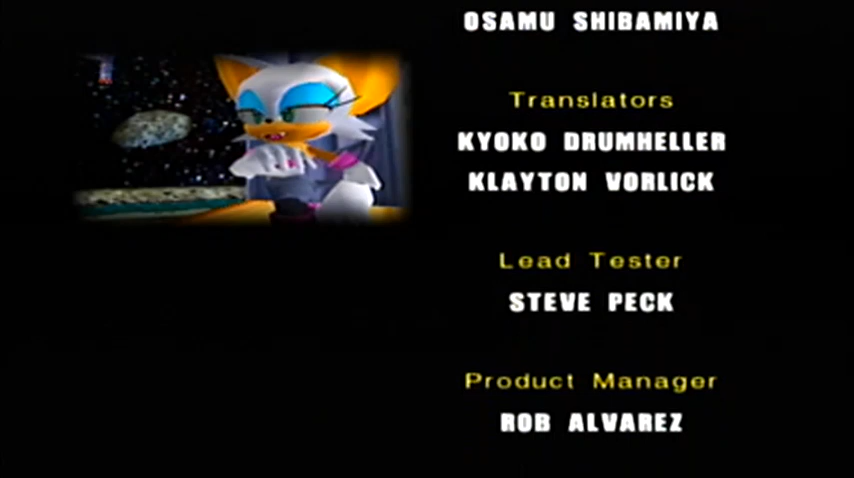 OSAMU SHIBAMIYA
Translators
KYOKO DRUMHELLER
KLAYTON VORLICK
Lead Tester
STEVE PECK
Product Manager
ROB ALVAREZ